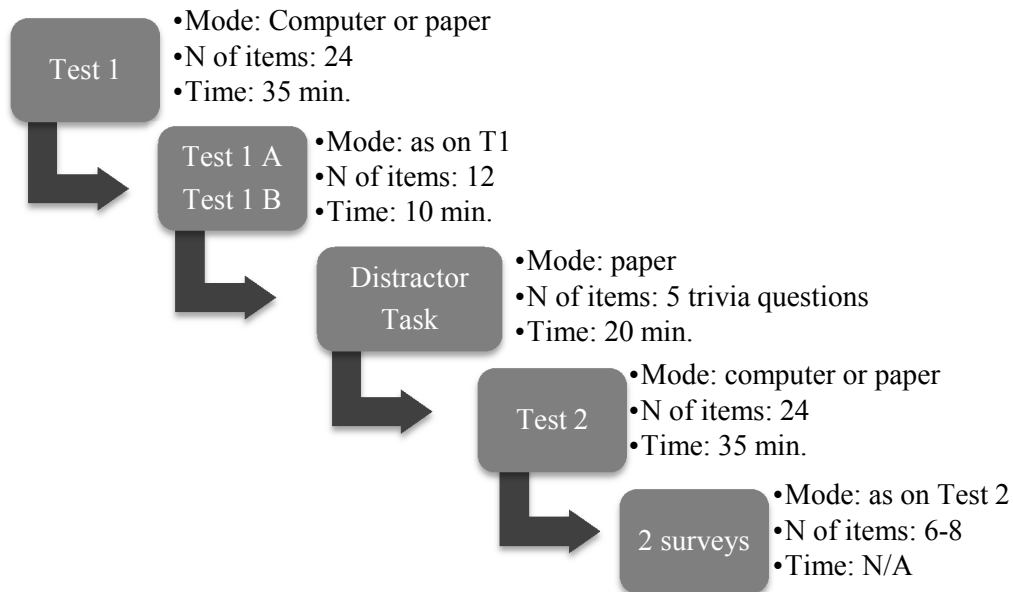 Test 1
•Mode: Computer or paper
•N of items: 24
•Time: 35 min.
Test 1 A
Test 1 B
•Mode: as on T1
•N of items: 12
•Time: 10 min.
Distractor
Task
•Mode: paper
•N of items: 5 trivia questions
•Time: 20 min.
Test 2
•Mode: computer or paper
•N of items: 24
•Time: 35 min.
2 surveys
•Mode: as on Test 2
•N of items: 6-8
•Time: N/A